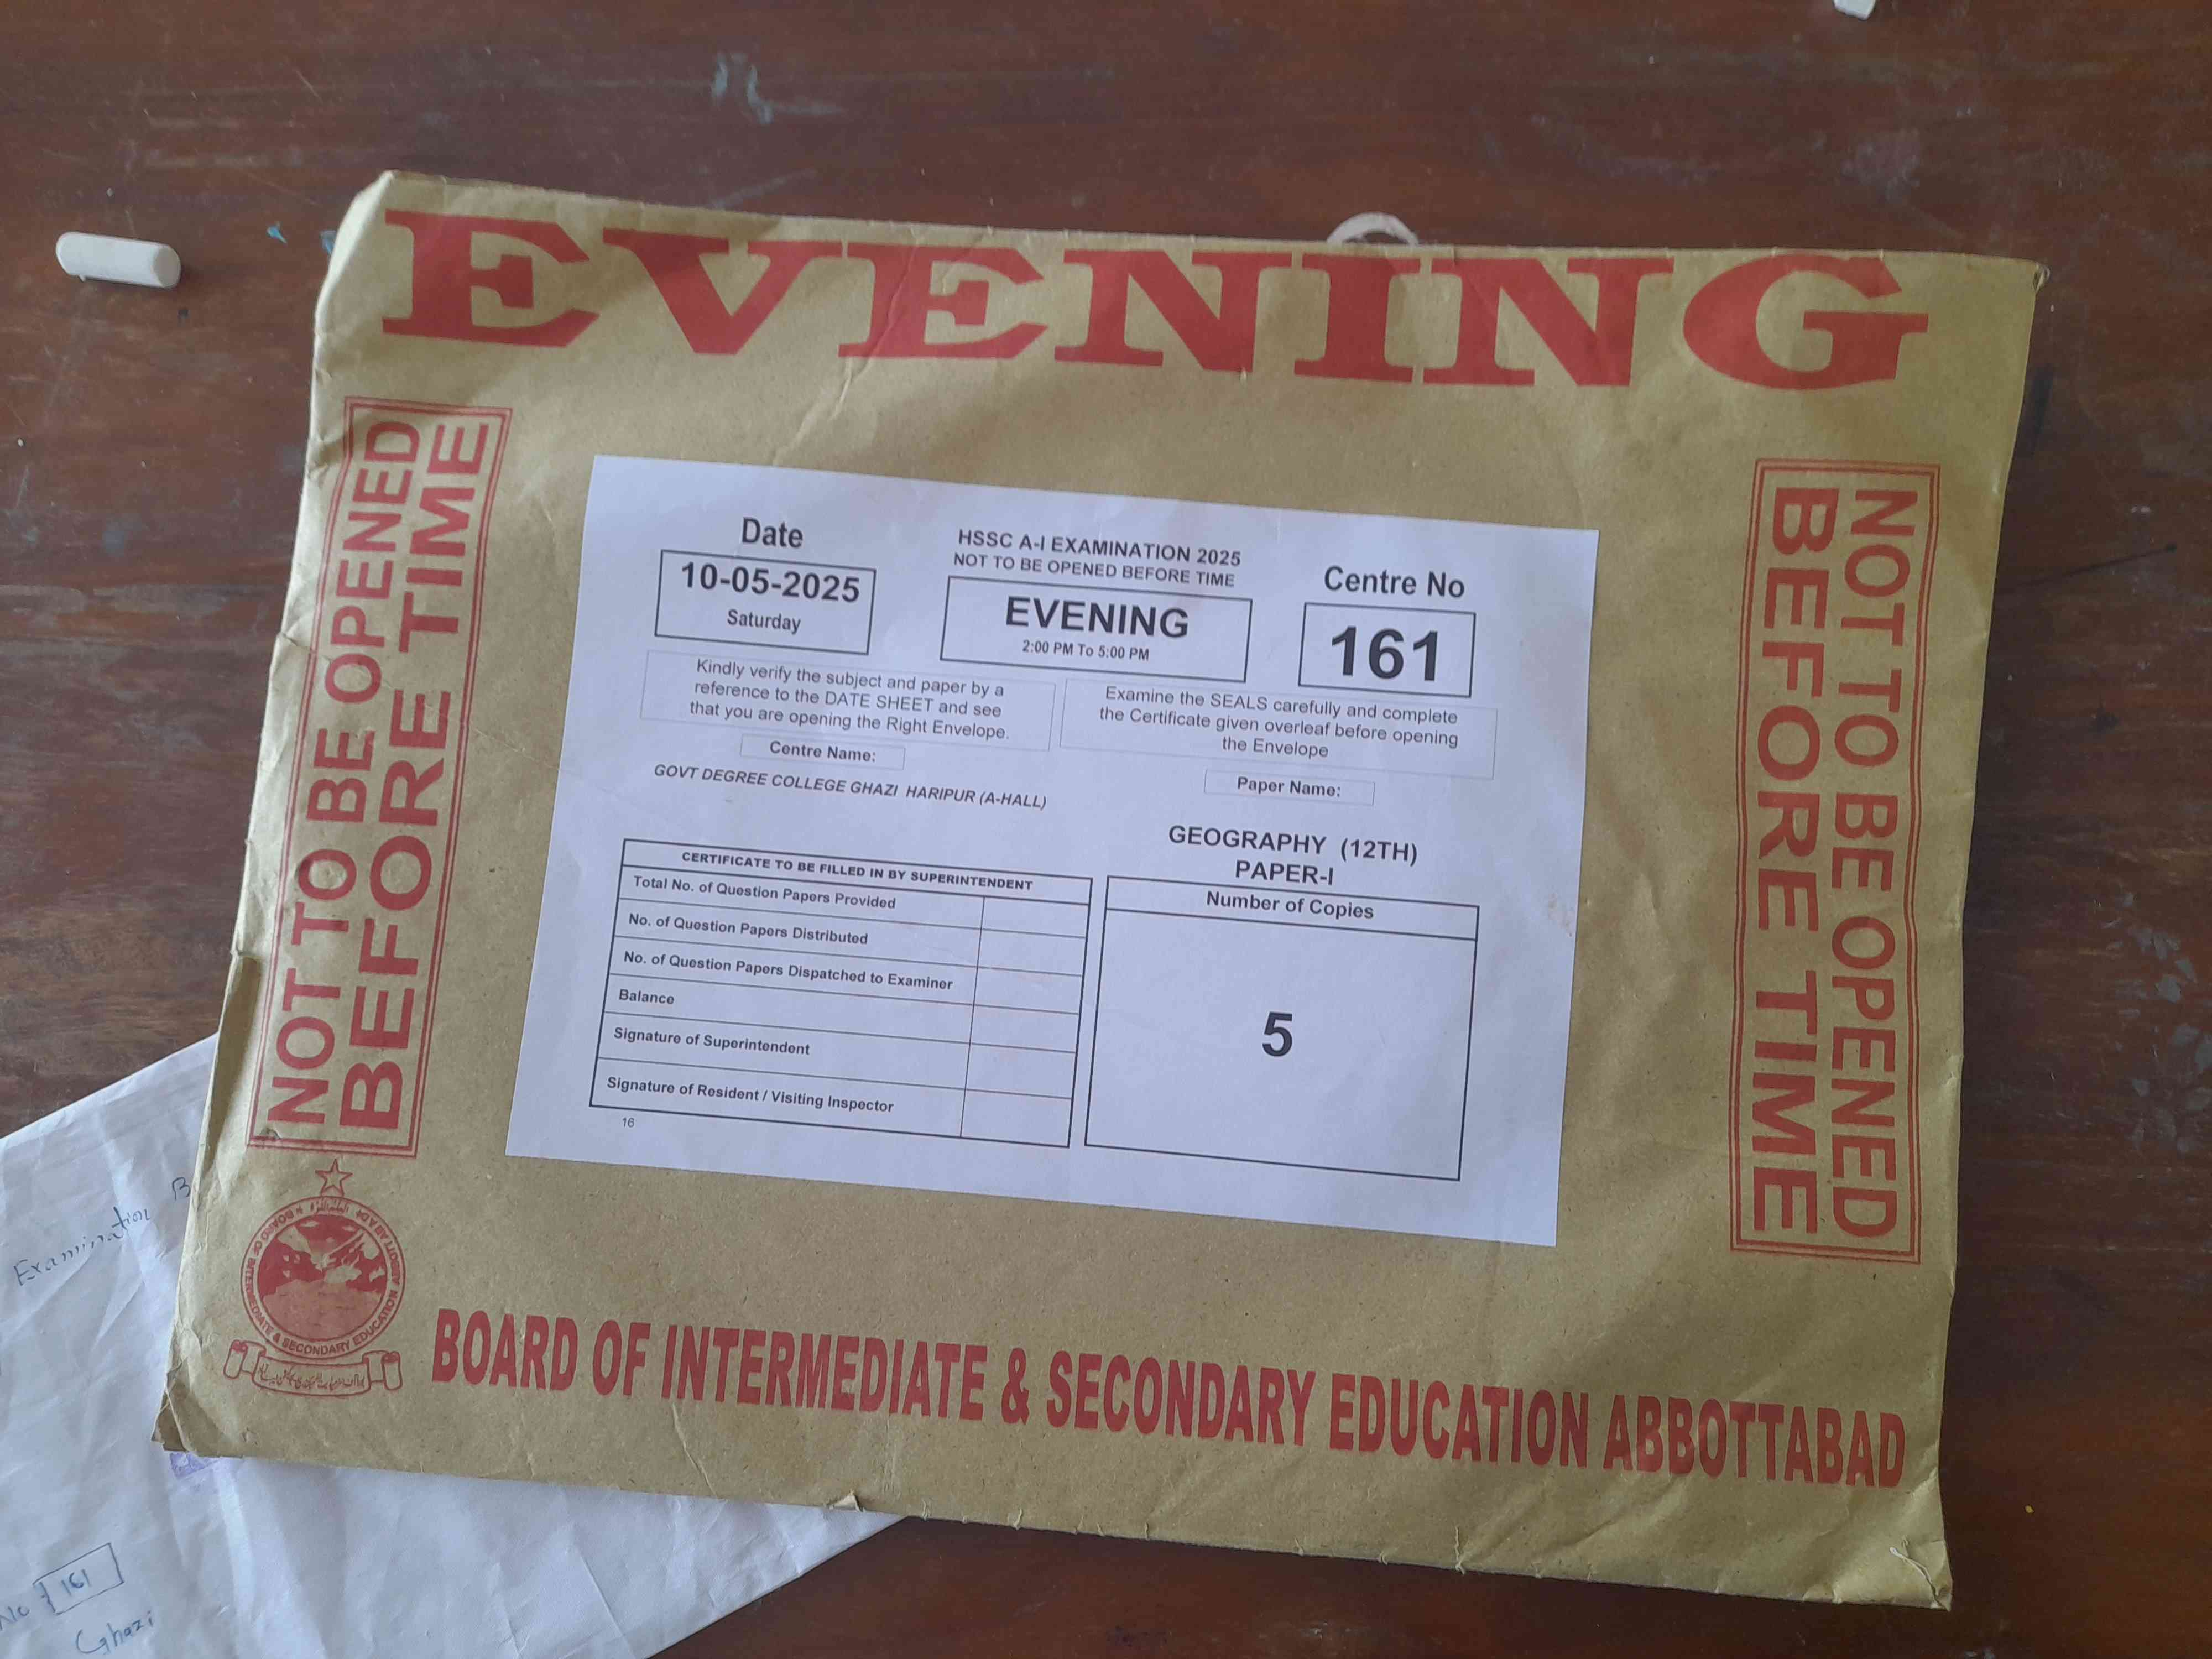 EVENING
NOT TO BE OPENED
BEFORE TIME
Date
10-05-2025
Saturday
HSSC A-I EXAMINATION 2025
NOT TO BE OPENED BEFORE TIME
EVENING
2:00 PM To 5:00 PM
Centre No
161
Kindly verify the subject and paper by a
reference to the DATE SHEET and see
that you are opening the Right Envelope.
Examine the SEALS carefully and complete
the Certificate given overleaf before opening
the Envelope
Centre Name:
GOVT DEGREE COLLEGE GHAZI HARIPUR (A-HALL)
Paper Name:
GEOGRAPHY (12TH)
PAPER-I
CERTIFICATE TO BE FILLED IN BY SUPERINTENDENT
Total No. of Question Papers Provided
No. of Question Papers Distributed
No. of Question Papers Dispatched to Examiner
Balance
Signature of Superintendent
Signature of Resident / Visiting Inspector
16
Number of Copies
5
NOT TO BE OPENED
BEFORE TIME
BOARD OF INTERMEDIATE & SECONDARY EDUCATION ABBOTTABAD
BOARD OF INTERMEDIATE & SECONDARY EDUCATION ABBOTTABAD
Examination B
No 161
Ghazi